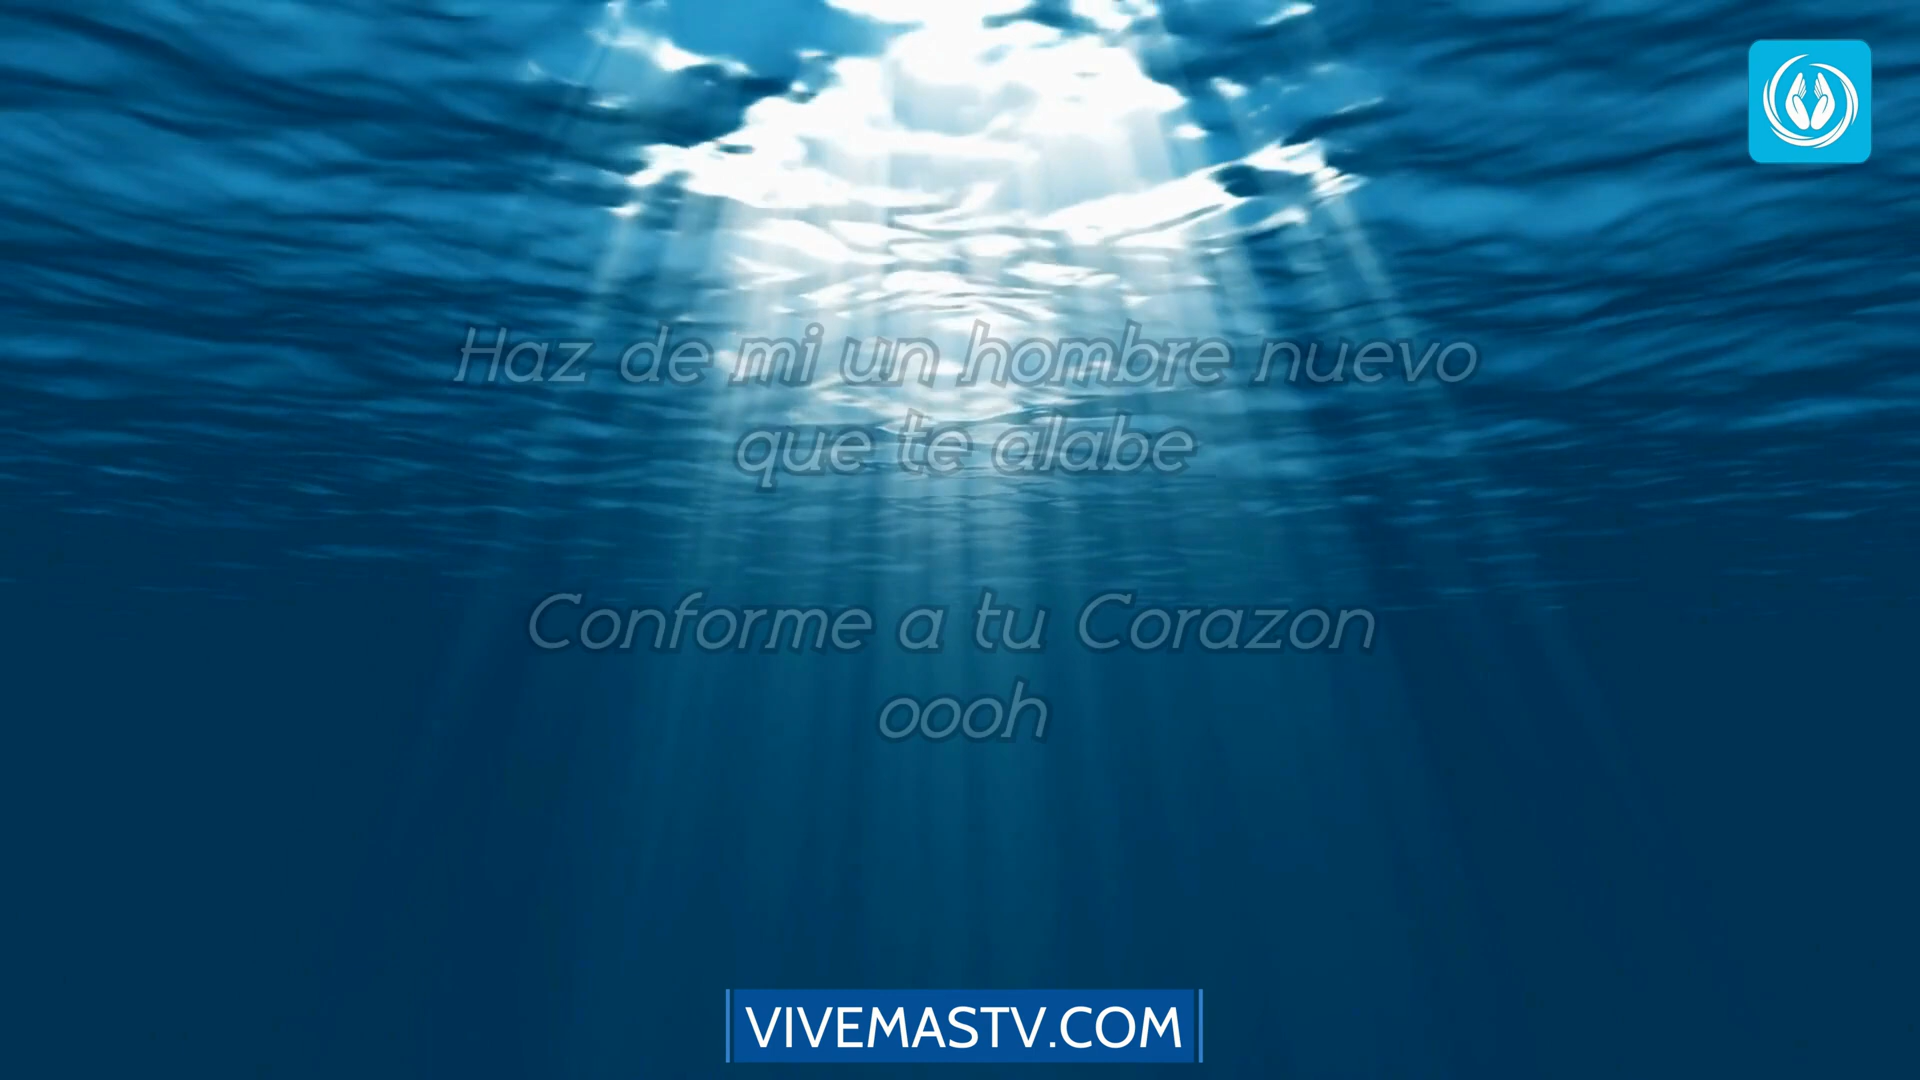 Haz de mi un hombre nuevo
que te alabe
Conforme a tu Corazon
oooh
VIVEMASTV.COM